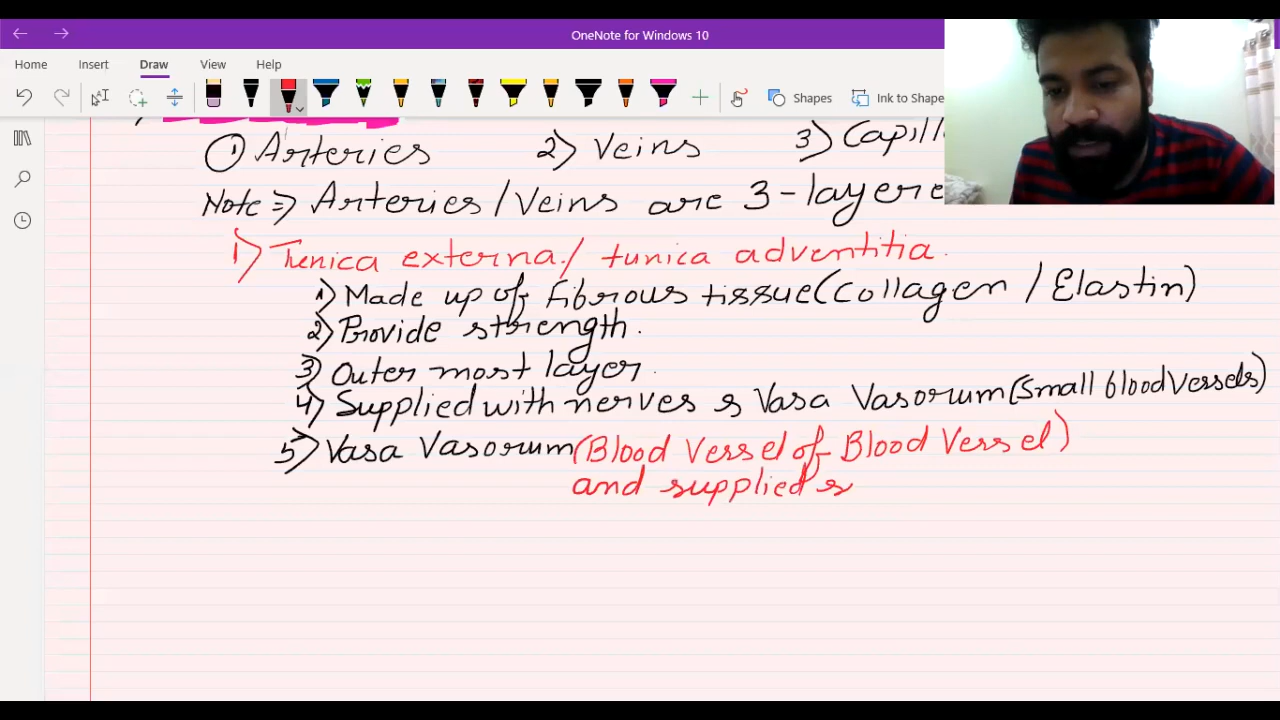 OneNote for Windows 10
Home Insert Draw View Help
Shapes Ink to Shape
1) Arteries 2) Veins 3) Capill
Note => Arteries / Veins are 3-layere
1) Tunica externa / tunica adventitia.
1) Made up of Fibrous tissue (Collagen / Elastin)
2) Provide strength.
3) Outer most layer.
4) Supplied with nerves & Vasa Vasorum (Small blood Vessels)
5) Vasa Vasorum (Blood Vessel of Blood Vessel)
and supplied s